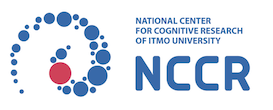 NATIONAL CENTER
FOR COGNITIVE RESEARCH
OF ITMO UNIVERSITY
NCCR